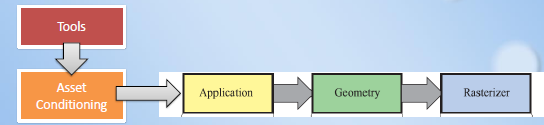 Tools
Asset
Conditioning
Application
Geometry
Rasterizer